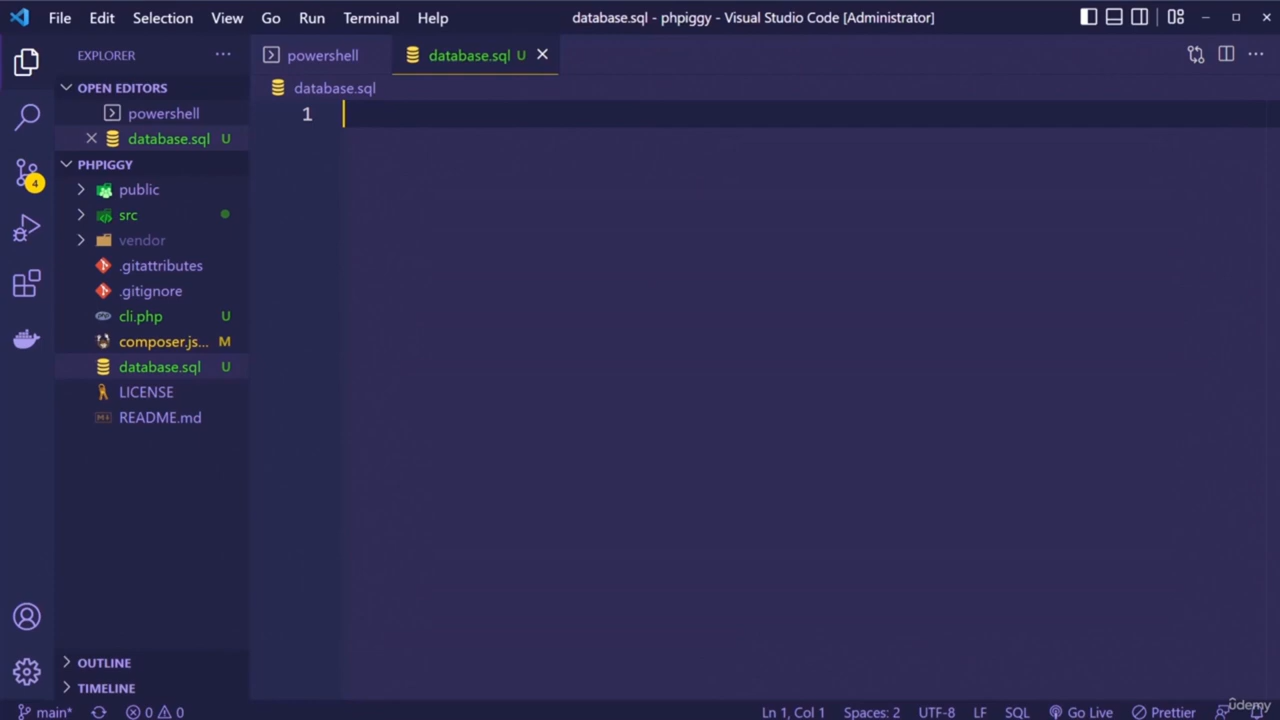 File Edit Selection View Go Run Terminal Help
database.sql - phpiggy - Visual Studio Code [Administrator]
EXPLORER
powershell
database.sql U
OPEN EDITORS
powershell
database.sql U
database.sql
1
PHPIGGY
public
src
vendor
.gitattributes
.gitignore
cli.php U
composer.js... M
database.sql U
LICENSE
README.md
4
OUTLINE
TIMELINE
main* 0 0
Ln 1, Col 1 Spaces: 2 UTF-8 LF SQL Go Live Prettier
ûdemy